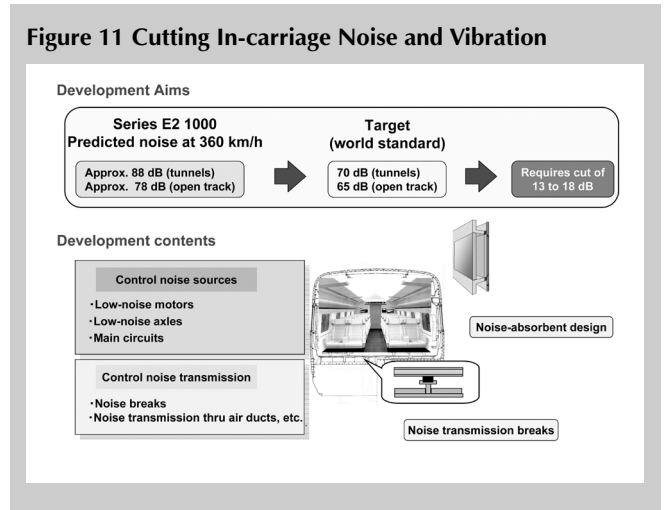 Figure 11 Cutting In-carriage Noise and Vibration
Development Aims
Series E2 1000
Predicted noise at 360 km/h
Approx. 88 dB (tunnels)
Approx. 78 dB (open track)
Target
(world standard)
70 dB (tunnels)
65 dB (open track)
Requires cut of
13 to 18 dB
Development contents
Control noise sources
·Low-noise motors
·Low-noise axles
·Main circuits
Control noise transmission
·Noise breaks
·Noise transmission thru air ducts, etc.
Noise-absorbent design
Noise transmission breaks